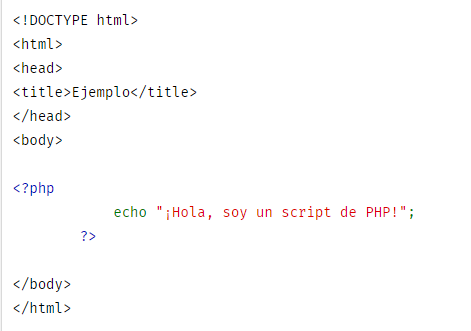 <!DOCTYPE html>
<html>
<head>
<title>Ejemplo</title>
</head>
<body>
<?php
echo "¡Hola, soy un script de PHP!";
?>
</body>
</html>